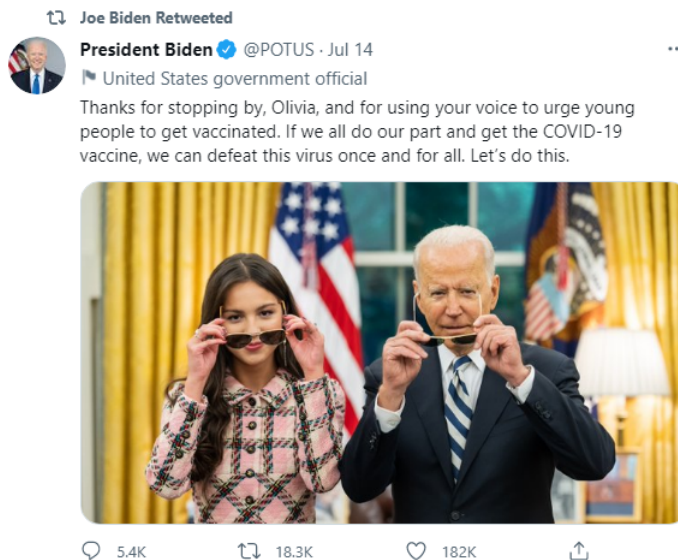 Joe Biden Retweeted
President Biden @POTUS · Jul 14
United States government official
Thanks for stopping by, Olivia, and for using your voice to urge young
people to get vaccinated. If we all do our part and get the COVID-19
vaccine, we can defeat this virus once and for all. Let’s do this.
5.4K 18.3K 182K